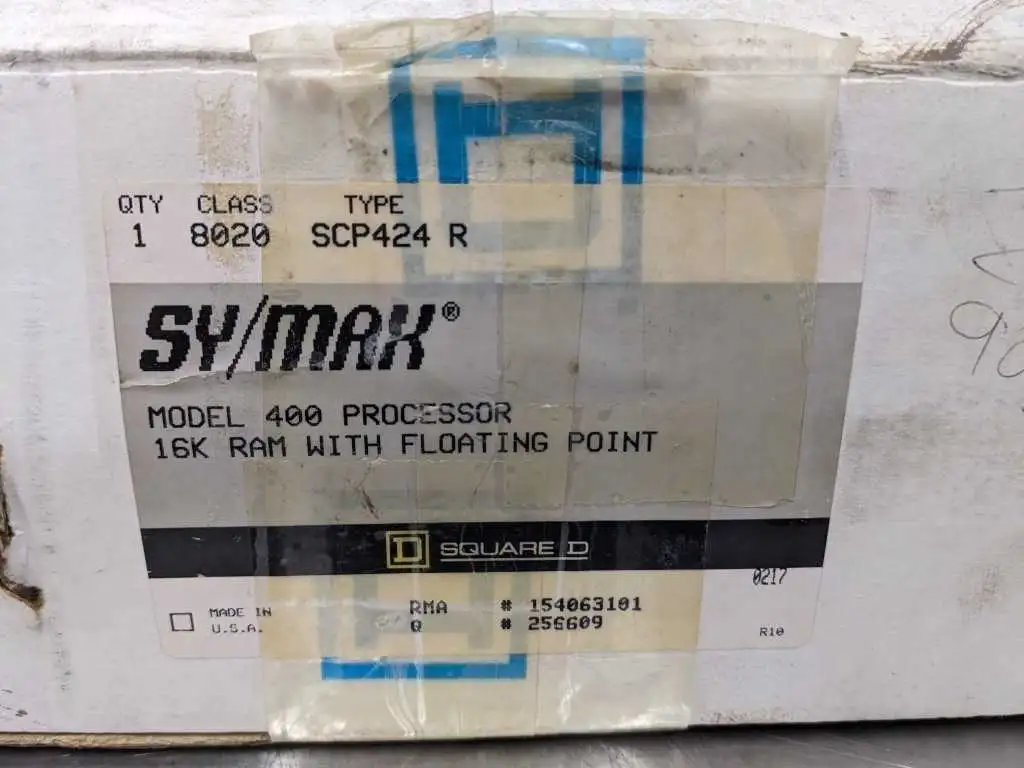 QTY CLASS TYPE
1 8020 SCP424 R
SY/MAX®
MODEL 400 PROCESSOR
16K RAM WITH FLOATING POINT
D SQUARE D
0217
MADE IN RMA # 154063101
U.S.A. Q # 256609
R10